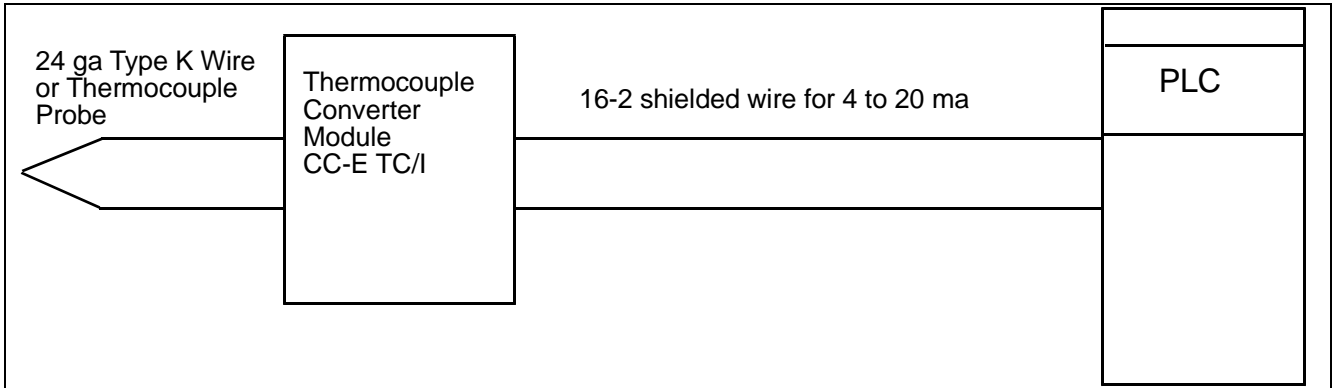 24 ga Type K Wire
or Thermocouple
Probe
Thermocouple
Converter
Module
CC-E TC/I
16-2 shielded wire for 4 to 20 ma
PLC